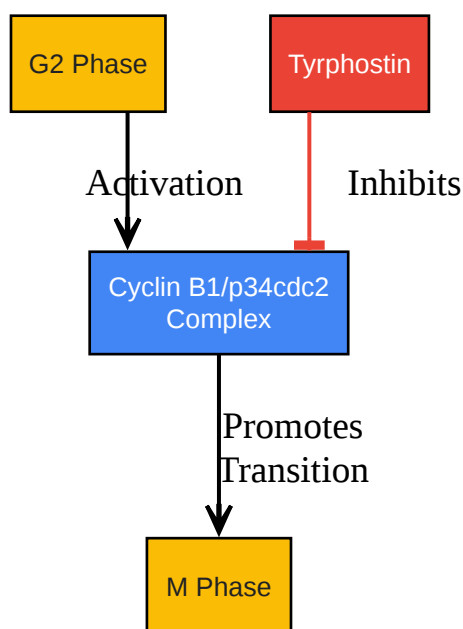 G2 Phase
Tyrphostin
Activation
Inhibits
Cyclin B1/p34cdc2
Complex
Promotes
Transition
M Phase